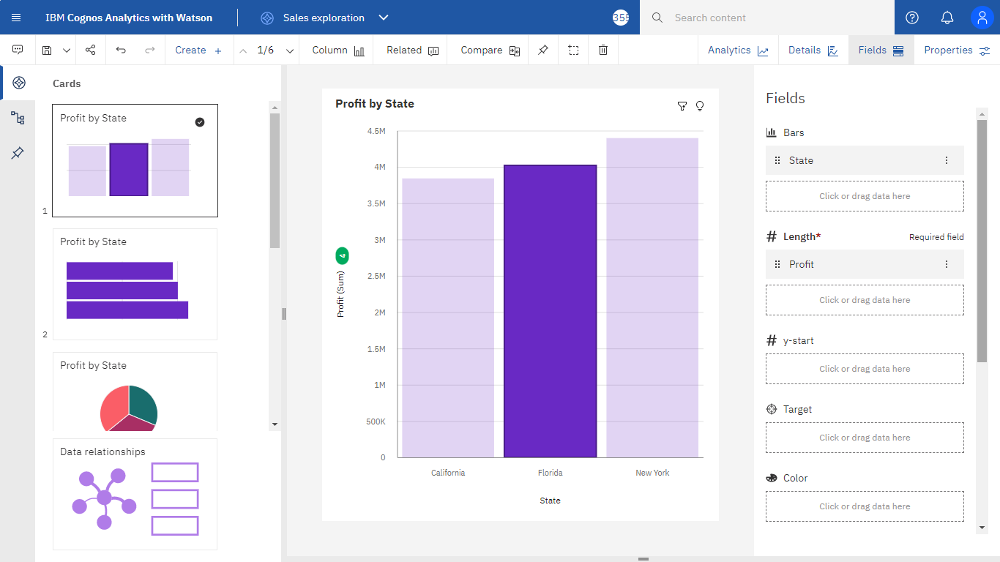 IBM Cognos Analytics with Watson
Sales exploration
355
Search content
Create +
1/6
Column
Related
Compare
Analytics
Details
Fields
Properties
Cards
Profit by State
1
Profit by State
2
Profit by State
Data relationships
Profit by State
4.5M
4M
3.5M
3M
2.5M
2M
1.5M
1M
500K
0
Profit (Sum)
4
California
Florida
New York
State
Fields
Bars
State
Click or drag data here
Length*
Required field
Profit
Click or drag data here
y-start
Click or drag data here
Target
Click or drag data here
Color
Click or drag data here